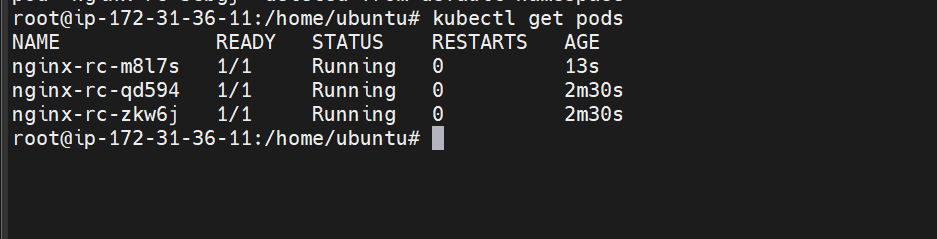 root@ip-172-31-36-11:/home/ubuntu# kubectl get pods
NAME READY STATUS RESTARTS AGE
nginx-rc-m8l7s 1/1 Running 0 13s
nginx-rc-qd594 1/1 Running 0 2m30s
nginx-rc-zkw6j 1/1 Running 0 2m30s
root@ip-172-31-36-11:/home/ubuntu#